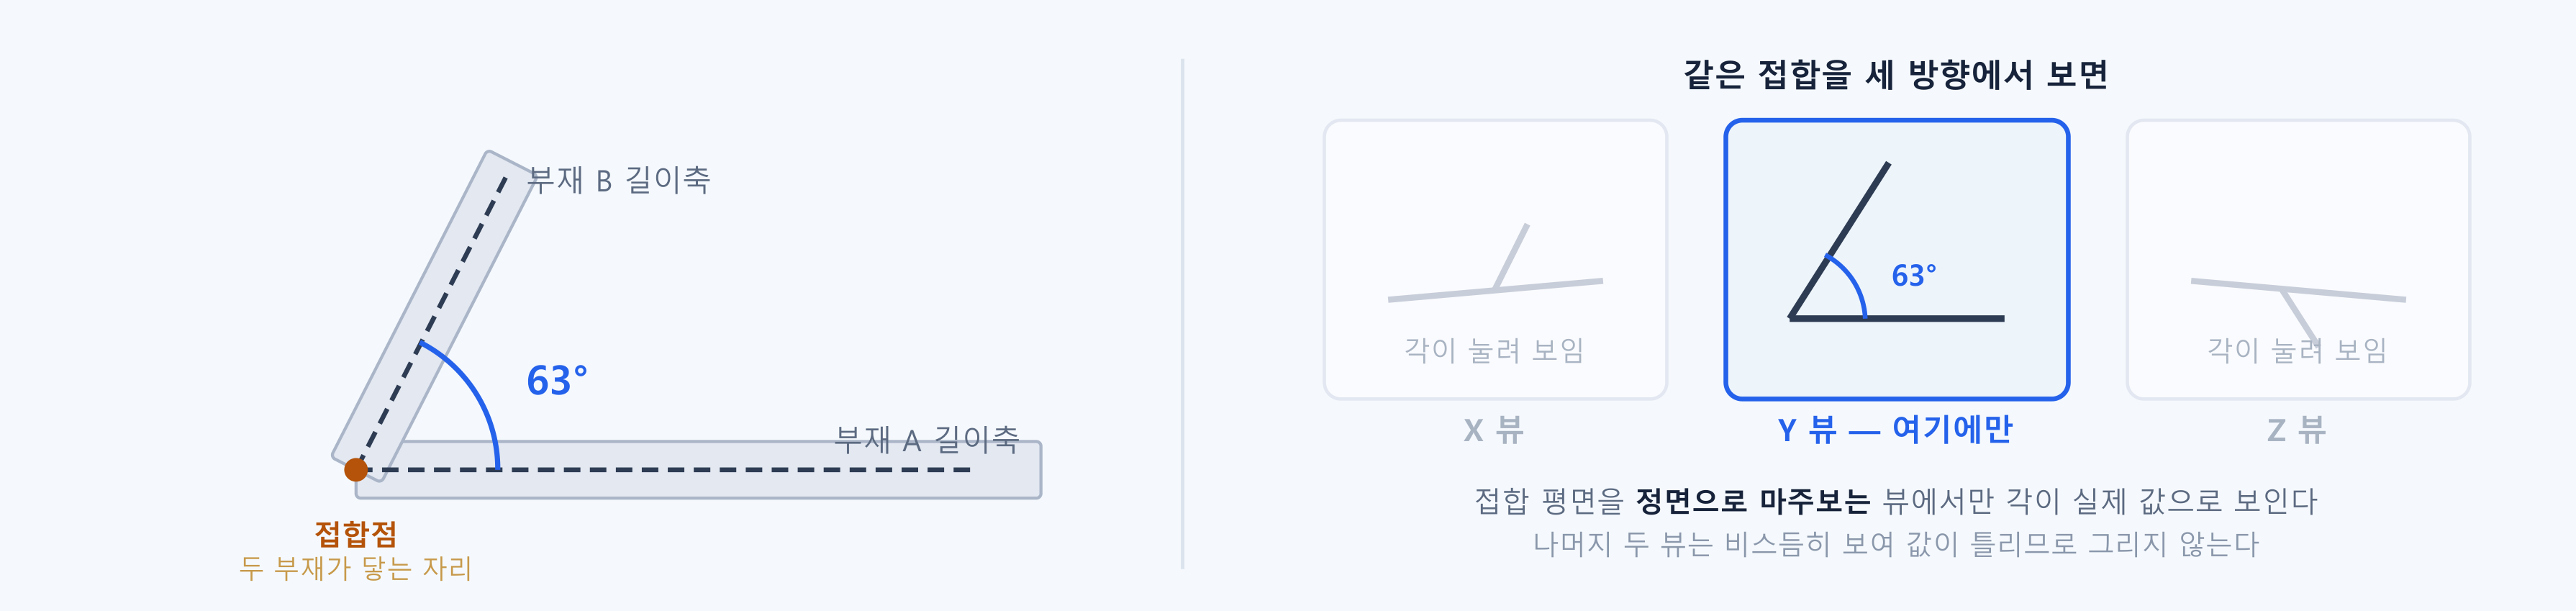 부재 B 길이축
63°
부재 A 길이축
접합점
두 부재가 닿는 자리
같은 접합을 세 방향에서 보면
각이 눌려 보임
63°
각이 눌려 보임
X 뷰
Y 뷰 — 여기에만
Z 뷰
접합 평면을 정면으로 마주보는 뷰에서만 각이 실제 값으로 보인다
나머지 두 뷰는 비스듬히 보여 값이 틀리므로 그리지 않는다